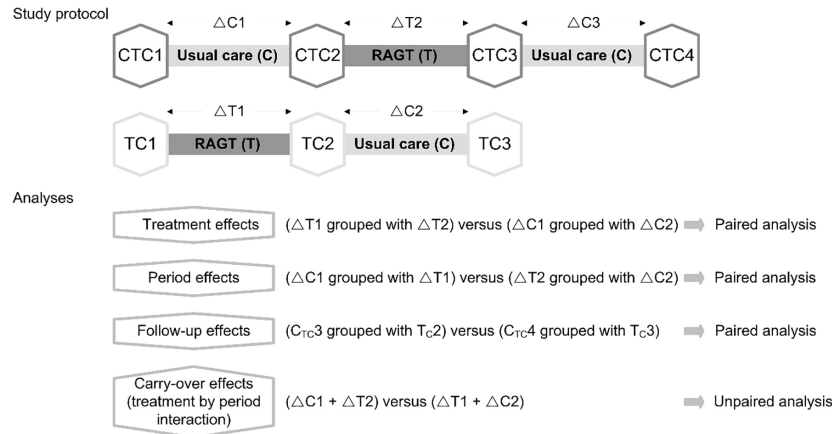 Study protocol
△C1 △T2 △C3
CTC1 Usual care (C) CTC2 RAGT (T) CTC3 Usual care (C) CTC4
△T1 △C2
TC1 RAGT (T) TC2 Usual care (C) TC3
Analyses
Treatment effects (△T1 grouped with △T2) versus (△C1 grouped with △C2) Paired analysis
Period effects (△C1 grouped with △T1) versus (△T2 grouped with △C2) Paired analysis
Follow-up effects (CTC3 grouped with TC2) versus (CTC4 grouped with TC3) Paired analysis
Carry-over effects
(treatment by period
interaction)
(△C1 + △T2) versus (△T1 + △C2) Unpaired analysis